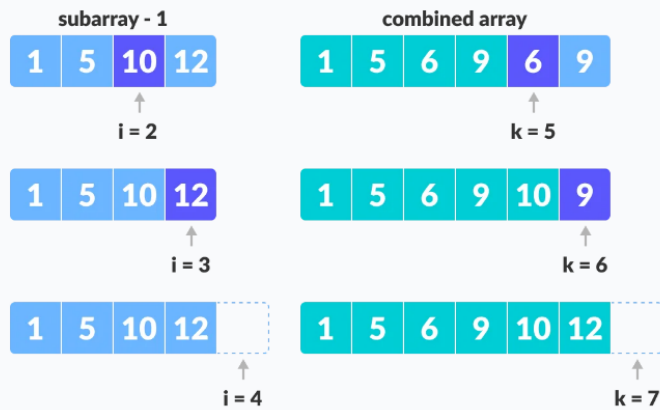 subarray - 1 combined array
1 5 10 12 1 5 6 9 6 9
i = 2 k = 5
1 5 10 12 1 5 6 9 10 9
i = 3 k = 6
1 5 10 12 1 5 6 9 10 12
i = 4 k = 7